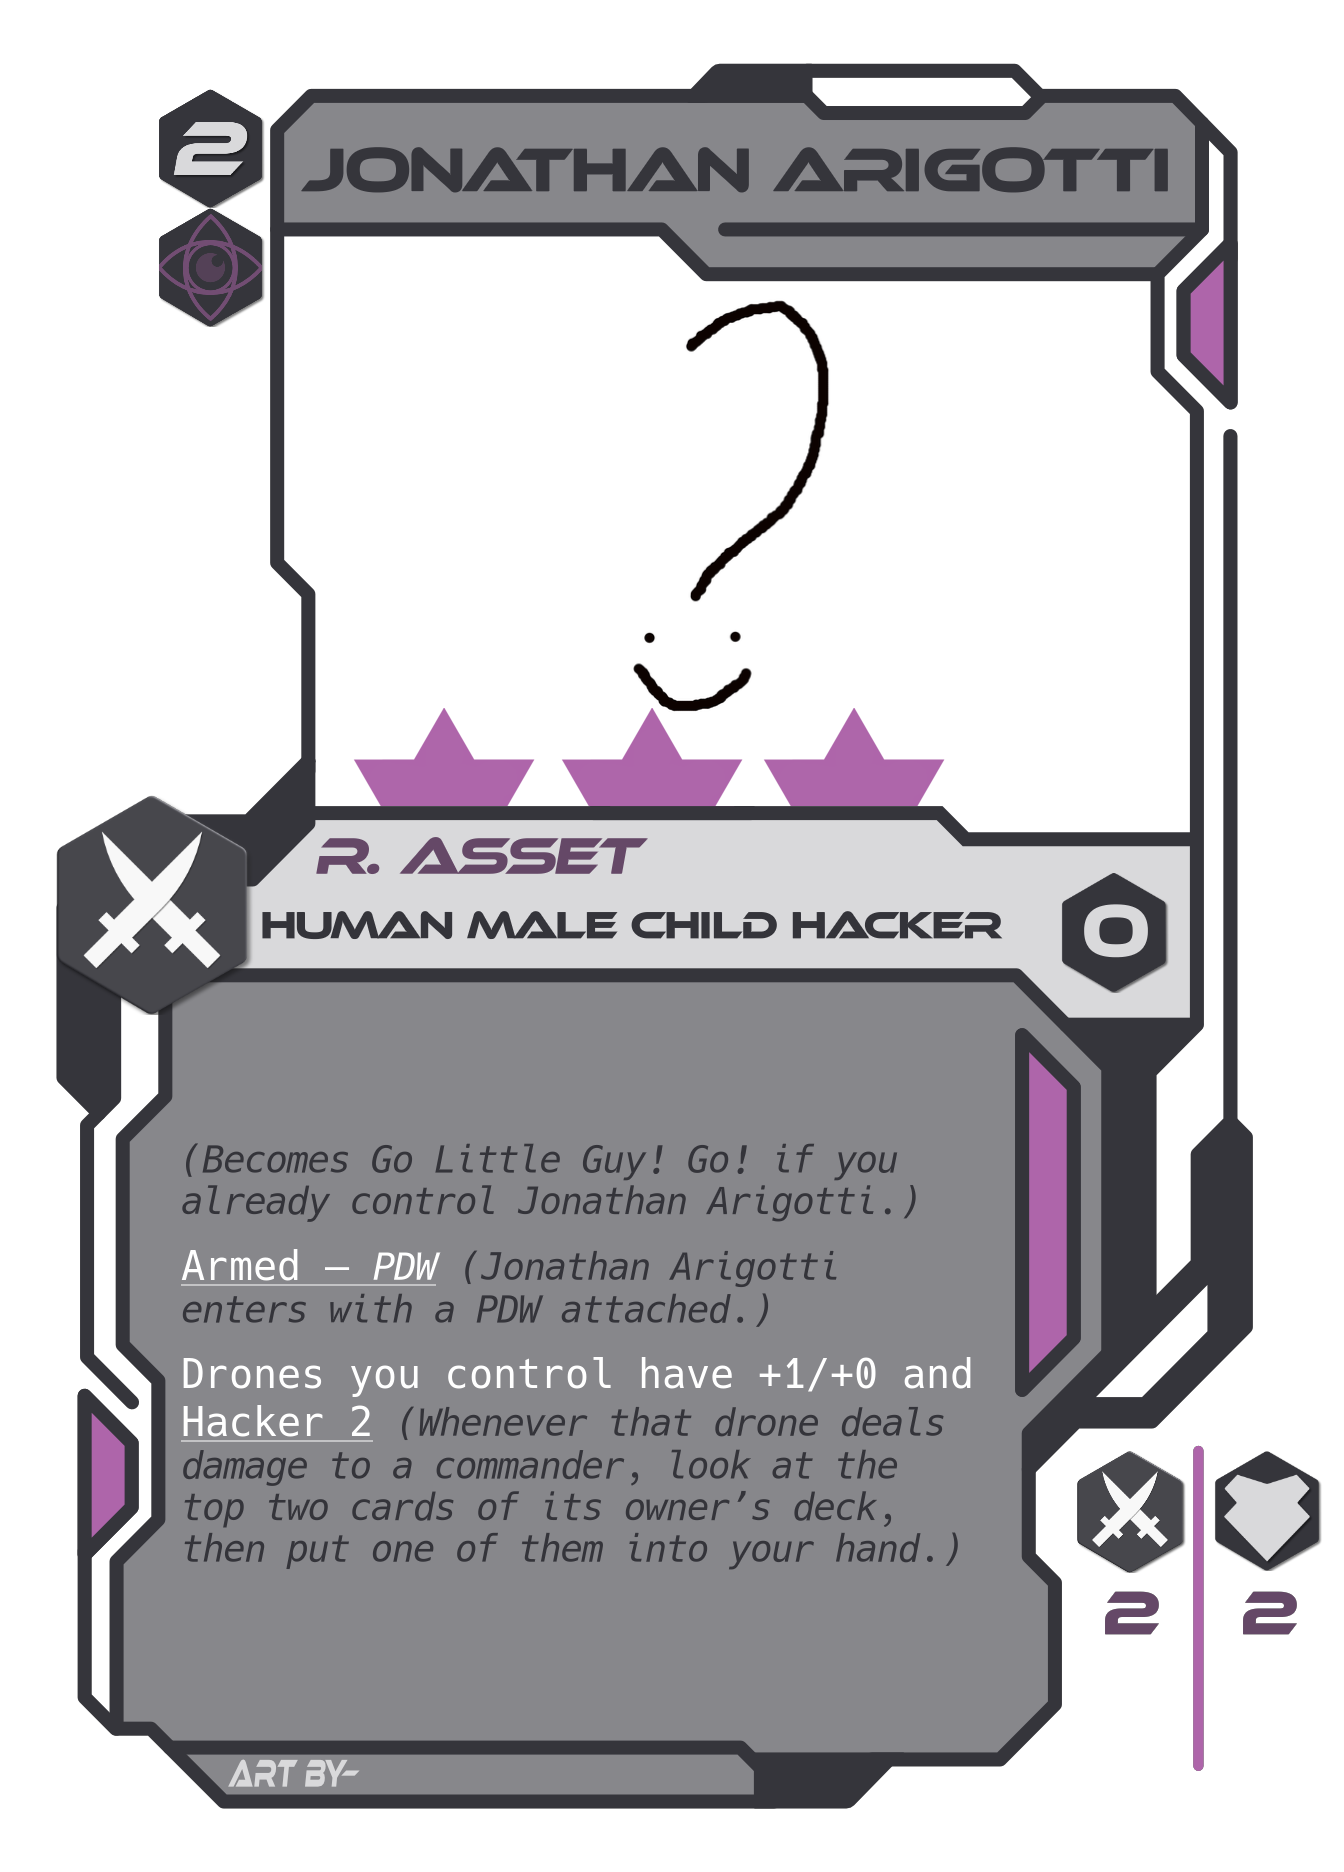 2
JONATHAN ARIGOTTI
R. ASSET
HUMAN MALE CHILD HACKER
0
(Becomes Go Little Guy! Go! if you
already control Jonathan Arigotti.)
Armed – PDW (Jonathan Arigotti
enters with a PDW attached.)
Drones you control have +1/+0 and
Hacker 2 (Whenever that drone deals
damage to a commander, look at the
top two cards of its owner’s deck,
then put one of them into your hand.)
2 2
ART BY-